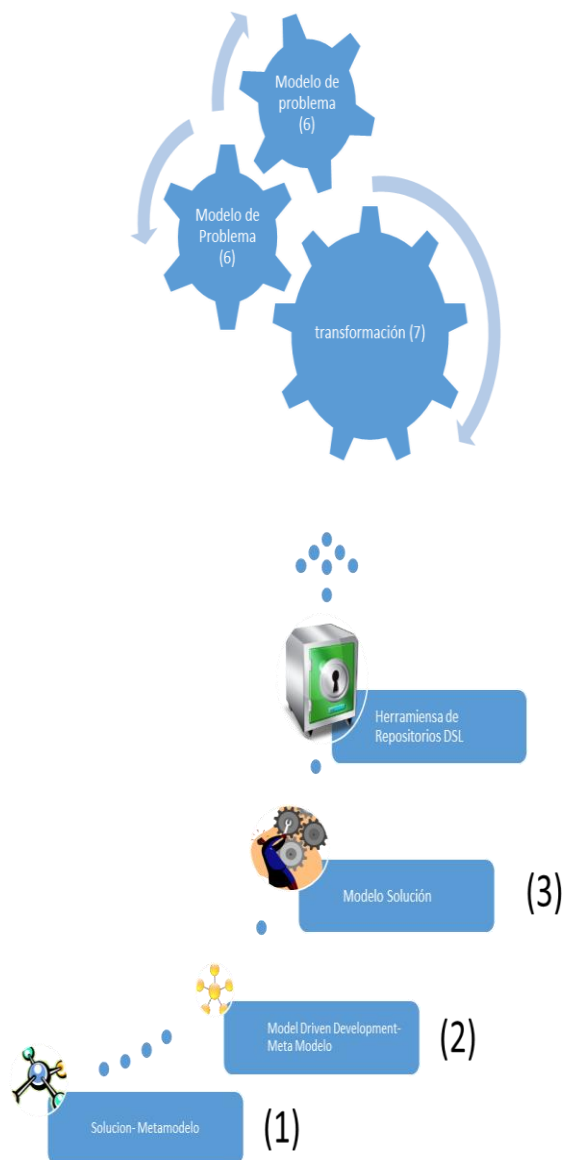 Modelo de
problema
(6)
Modelo de
Problema
(6)
transformación (7)
Herramiensa de
Repositorios DSL
Modelo Solución
(3)
Model Driven Development-
Meta Modelo
(2)
Solucion- Metamodelo
(1)